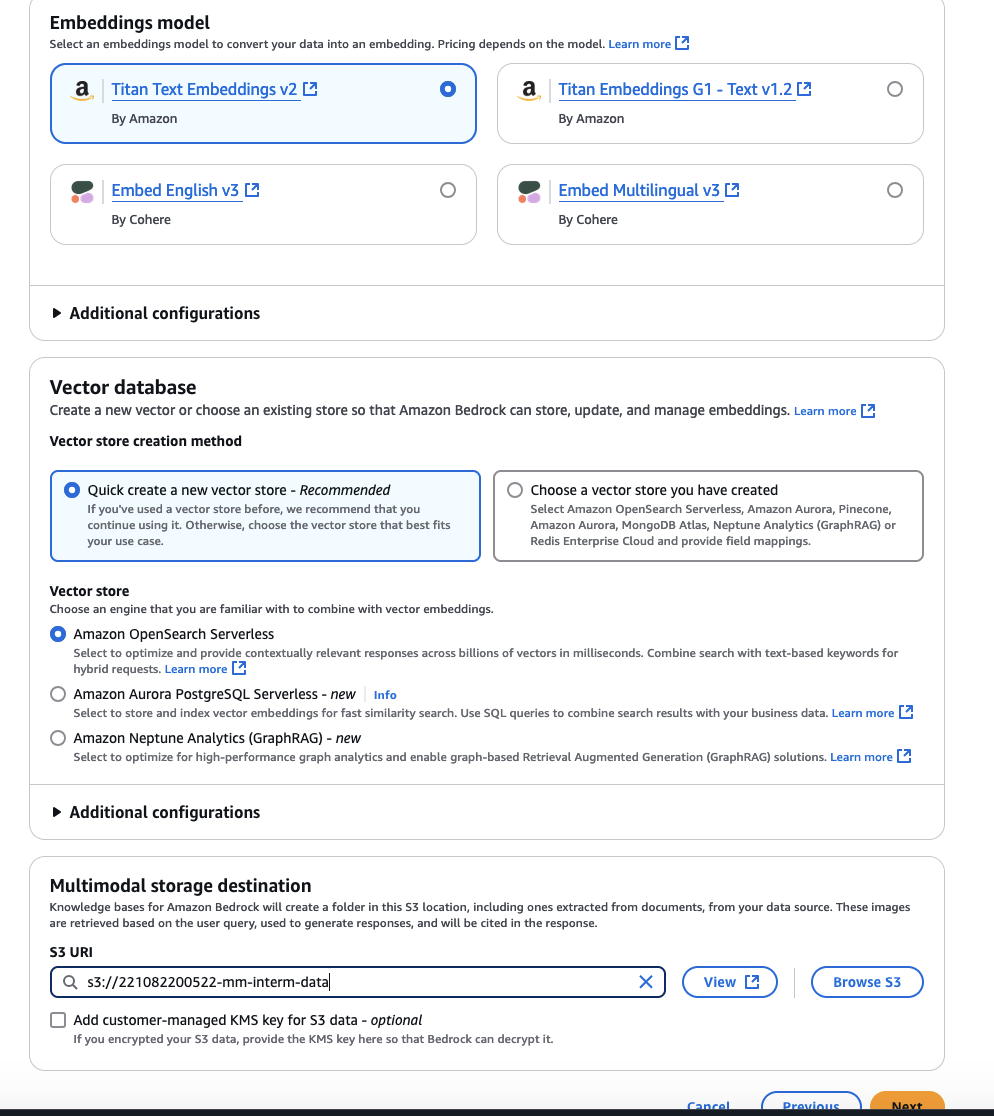 Embeddings model
Select an embeddings model to convert your data into an embedding. Pricing depends on the model. Learn more
Titan Text Embeddings v2
By Amazon
Titan Embeddings G1 - Text v1.2
By Amazon
Embed English v3
By Cohere
Embed Multilingual v3
By Cohere
Additional configurations
Vector database
Create a new vector or choose an existing store so that Amazon Bedrock can store, update, and manage embeddings. Learn more
Vector store creation method
Quick create a new vector store - Recommended
If you've used a vector store before, we recommend that you
continue using it. Otherwise, choose the vector store that best fits
your use case.
Choose a vector store you have created
Select Amazon OpenSearch Serverless, Amazon Aurora, Pinecone,
Amazon Aurora, MongoDB Atlas, Neptune Analytics (GraphRAG) or
Redis Enterprise Cloud and provide field mappings.
Vector store
Choose an engine that you are familiar with to combine with vector embeddings.
Amazon OpenSearch Serverless
Select to optimize and provide contextually relevant responses across billions of vectors in milliseconds. Combine search with text-based keywords for
hybrid requests. Learn more
Amazon Aurora PostgreSQL Serverless - new Info
Select to store and index vector embeddings for fast similarity search. Use SQL queries to combine search results with your business data. Learn more
Amazon Neptune Analytics (GraphRAG) - new
Select to optimize for high-performance graph analytics and enable graph-based Retrieval Augmented Generation (GraphRAG) solutions. Learn more
Additional configurations
Multimodal storage destination
Knowledge bases for Amazon Bedrock will create a folder in this S3 location, including ones extracted from documents, from your data source. These images
are retrieved based on the user query, used to generate responses, and will be cited in the response.
S3 URI
s3://221082200522-mm-interm-data
View
Browse S3
Add customer-managed KMS key for S3 data - optional
If you encrypted your S3 data, provide the KMS key here so that Bedrock can decrypt it.
Cancel
Previous
Next